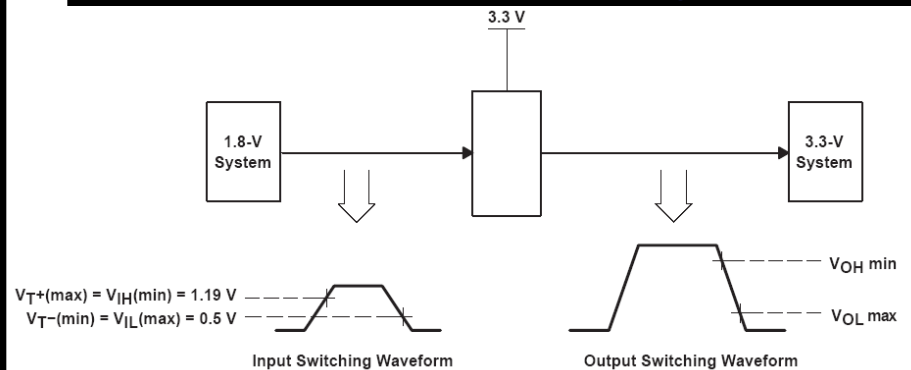 3.3 V
1.8-V
System
3.3-V
System
VT+(max) = VIH(min) = 1.19 V
VT−(min) = VIL(max) = 0.5 V
VOH min
VOL max
Input Switching Waveform
Output Switching Waveform